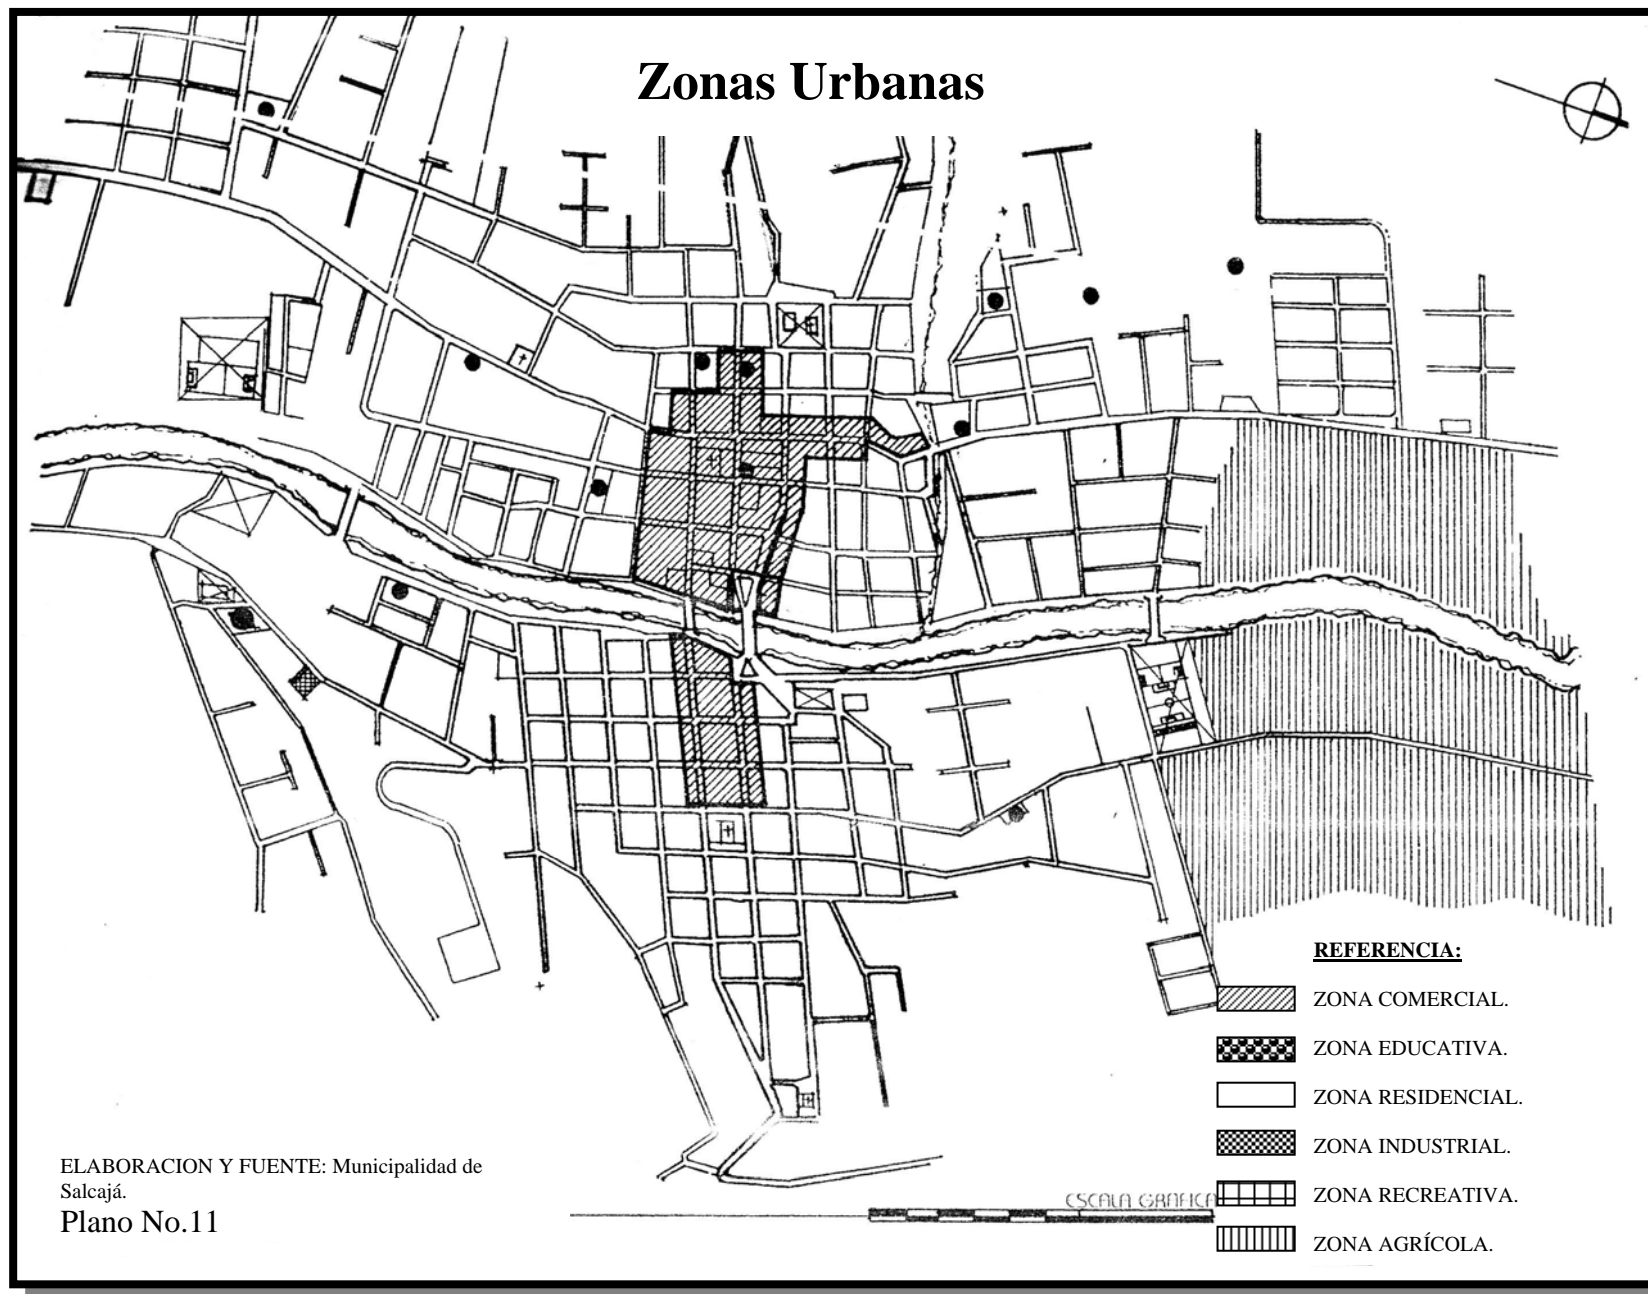 Zonas Urbanas
REFERENCIA:
ZONA COMERCIAL.
ZONA EDUCATIVA.
ZONA RESIDENCIAL.
ZONA INDUSTRIAL.
ZONA RECREATIVA.
ZONA AGRÍCOLA.
ELABORACION Y FUENTE: Municipalidad de
Salcajá.
Plano No.11
ESCALA GRAFICA